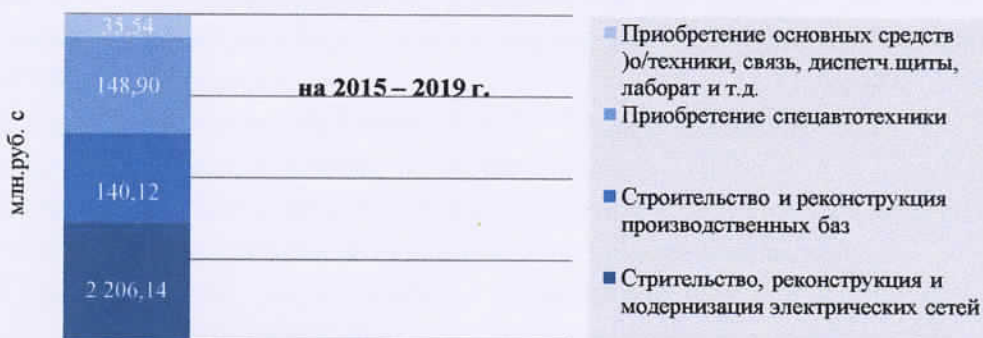 млн.руб. с
35,54
148,90
140,12
2 206,14
на 2015 – 2019 г.
Приобретение основных средств
)о/техники, связь, диспетч.щиты,
лаборат и т.д.
Приобретение спецавтотехники
Строительство и реконструкция
производственных баз
Стрительство, реконструкция и
модернизация электрических сетей